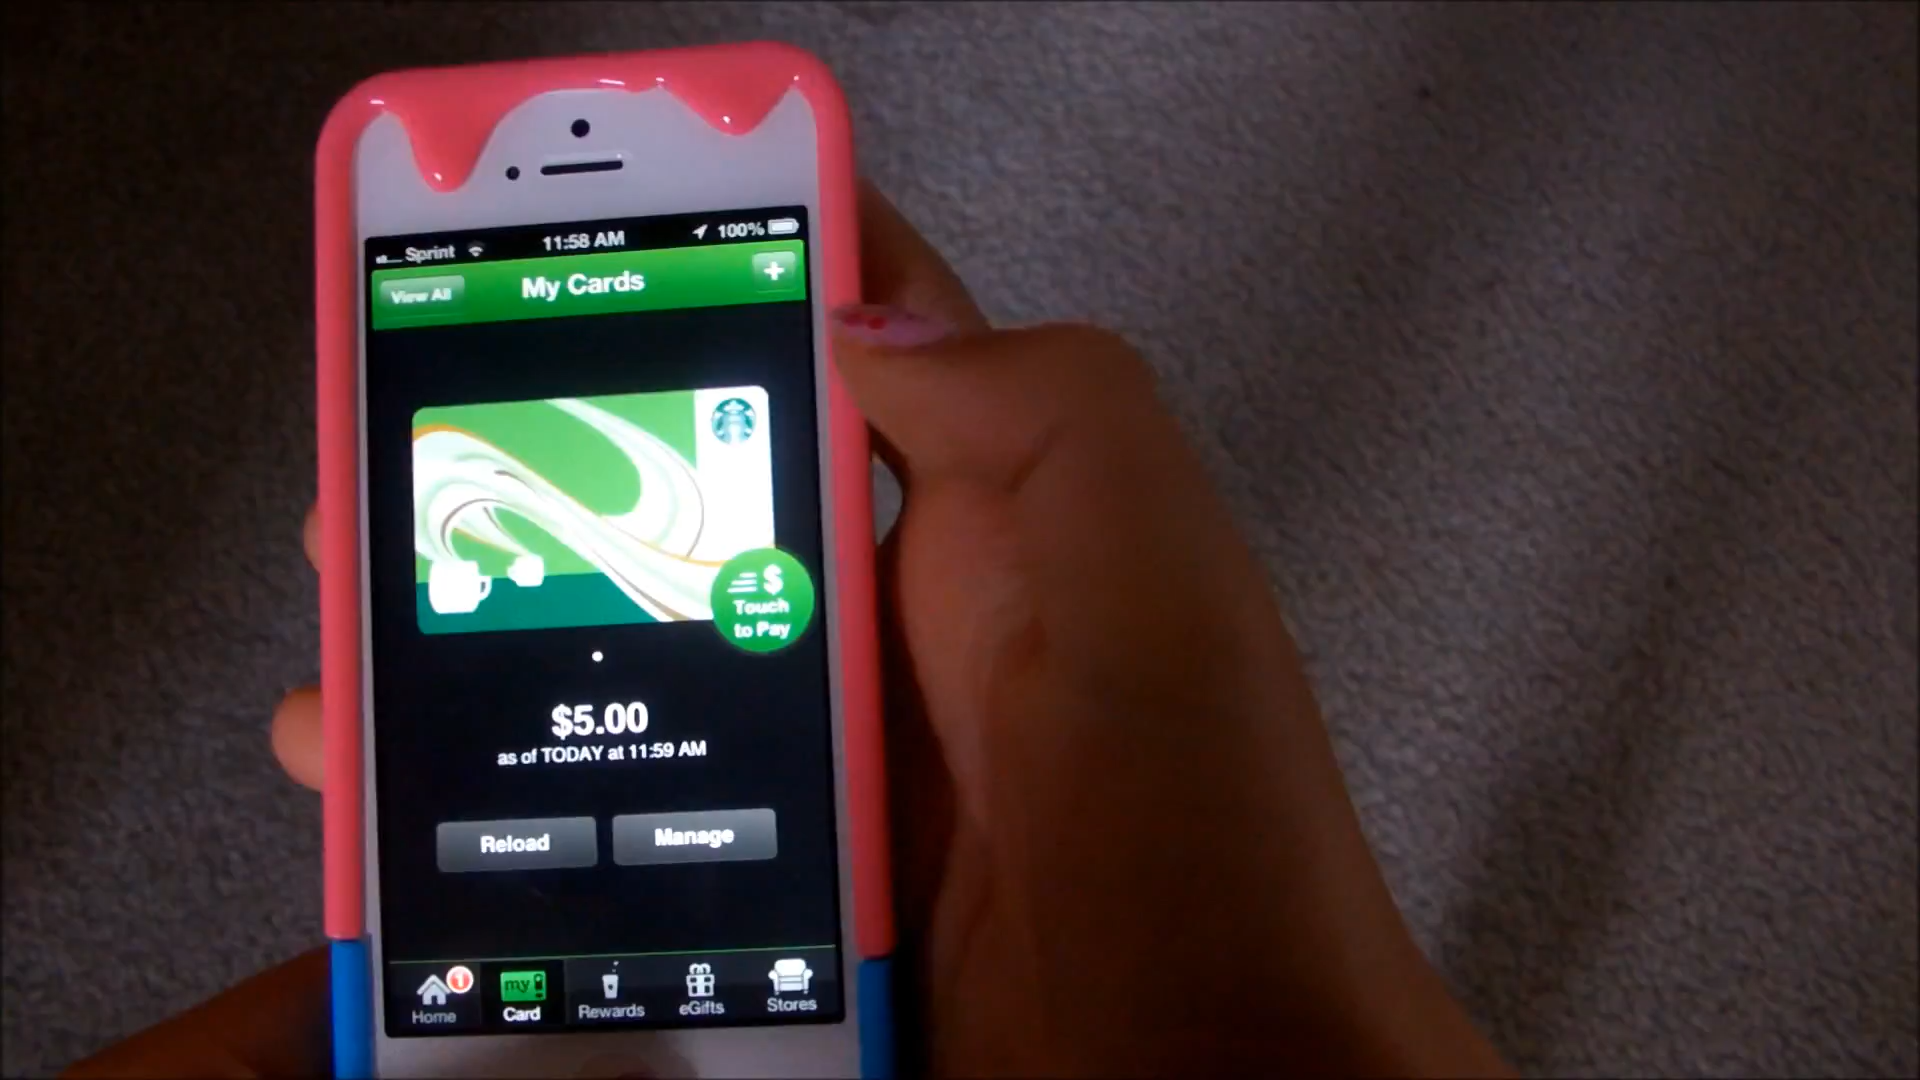 Sprint 11:58 AM 100%
View All My Cards +
$
Touch
to Pay
$5.00
as of TODAY at 11:59 AM
Reload Manage
1 my
Home Card Rewards eGifts Stores